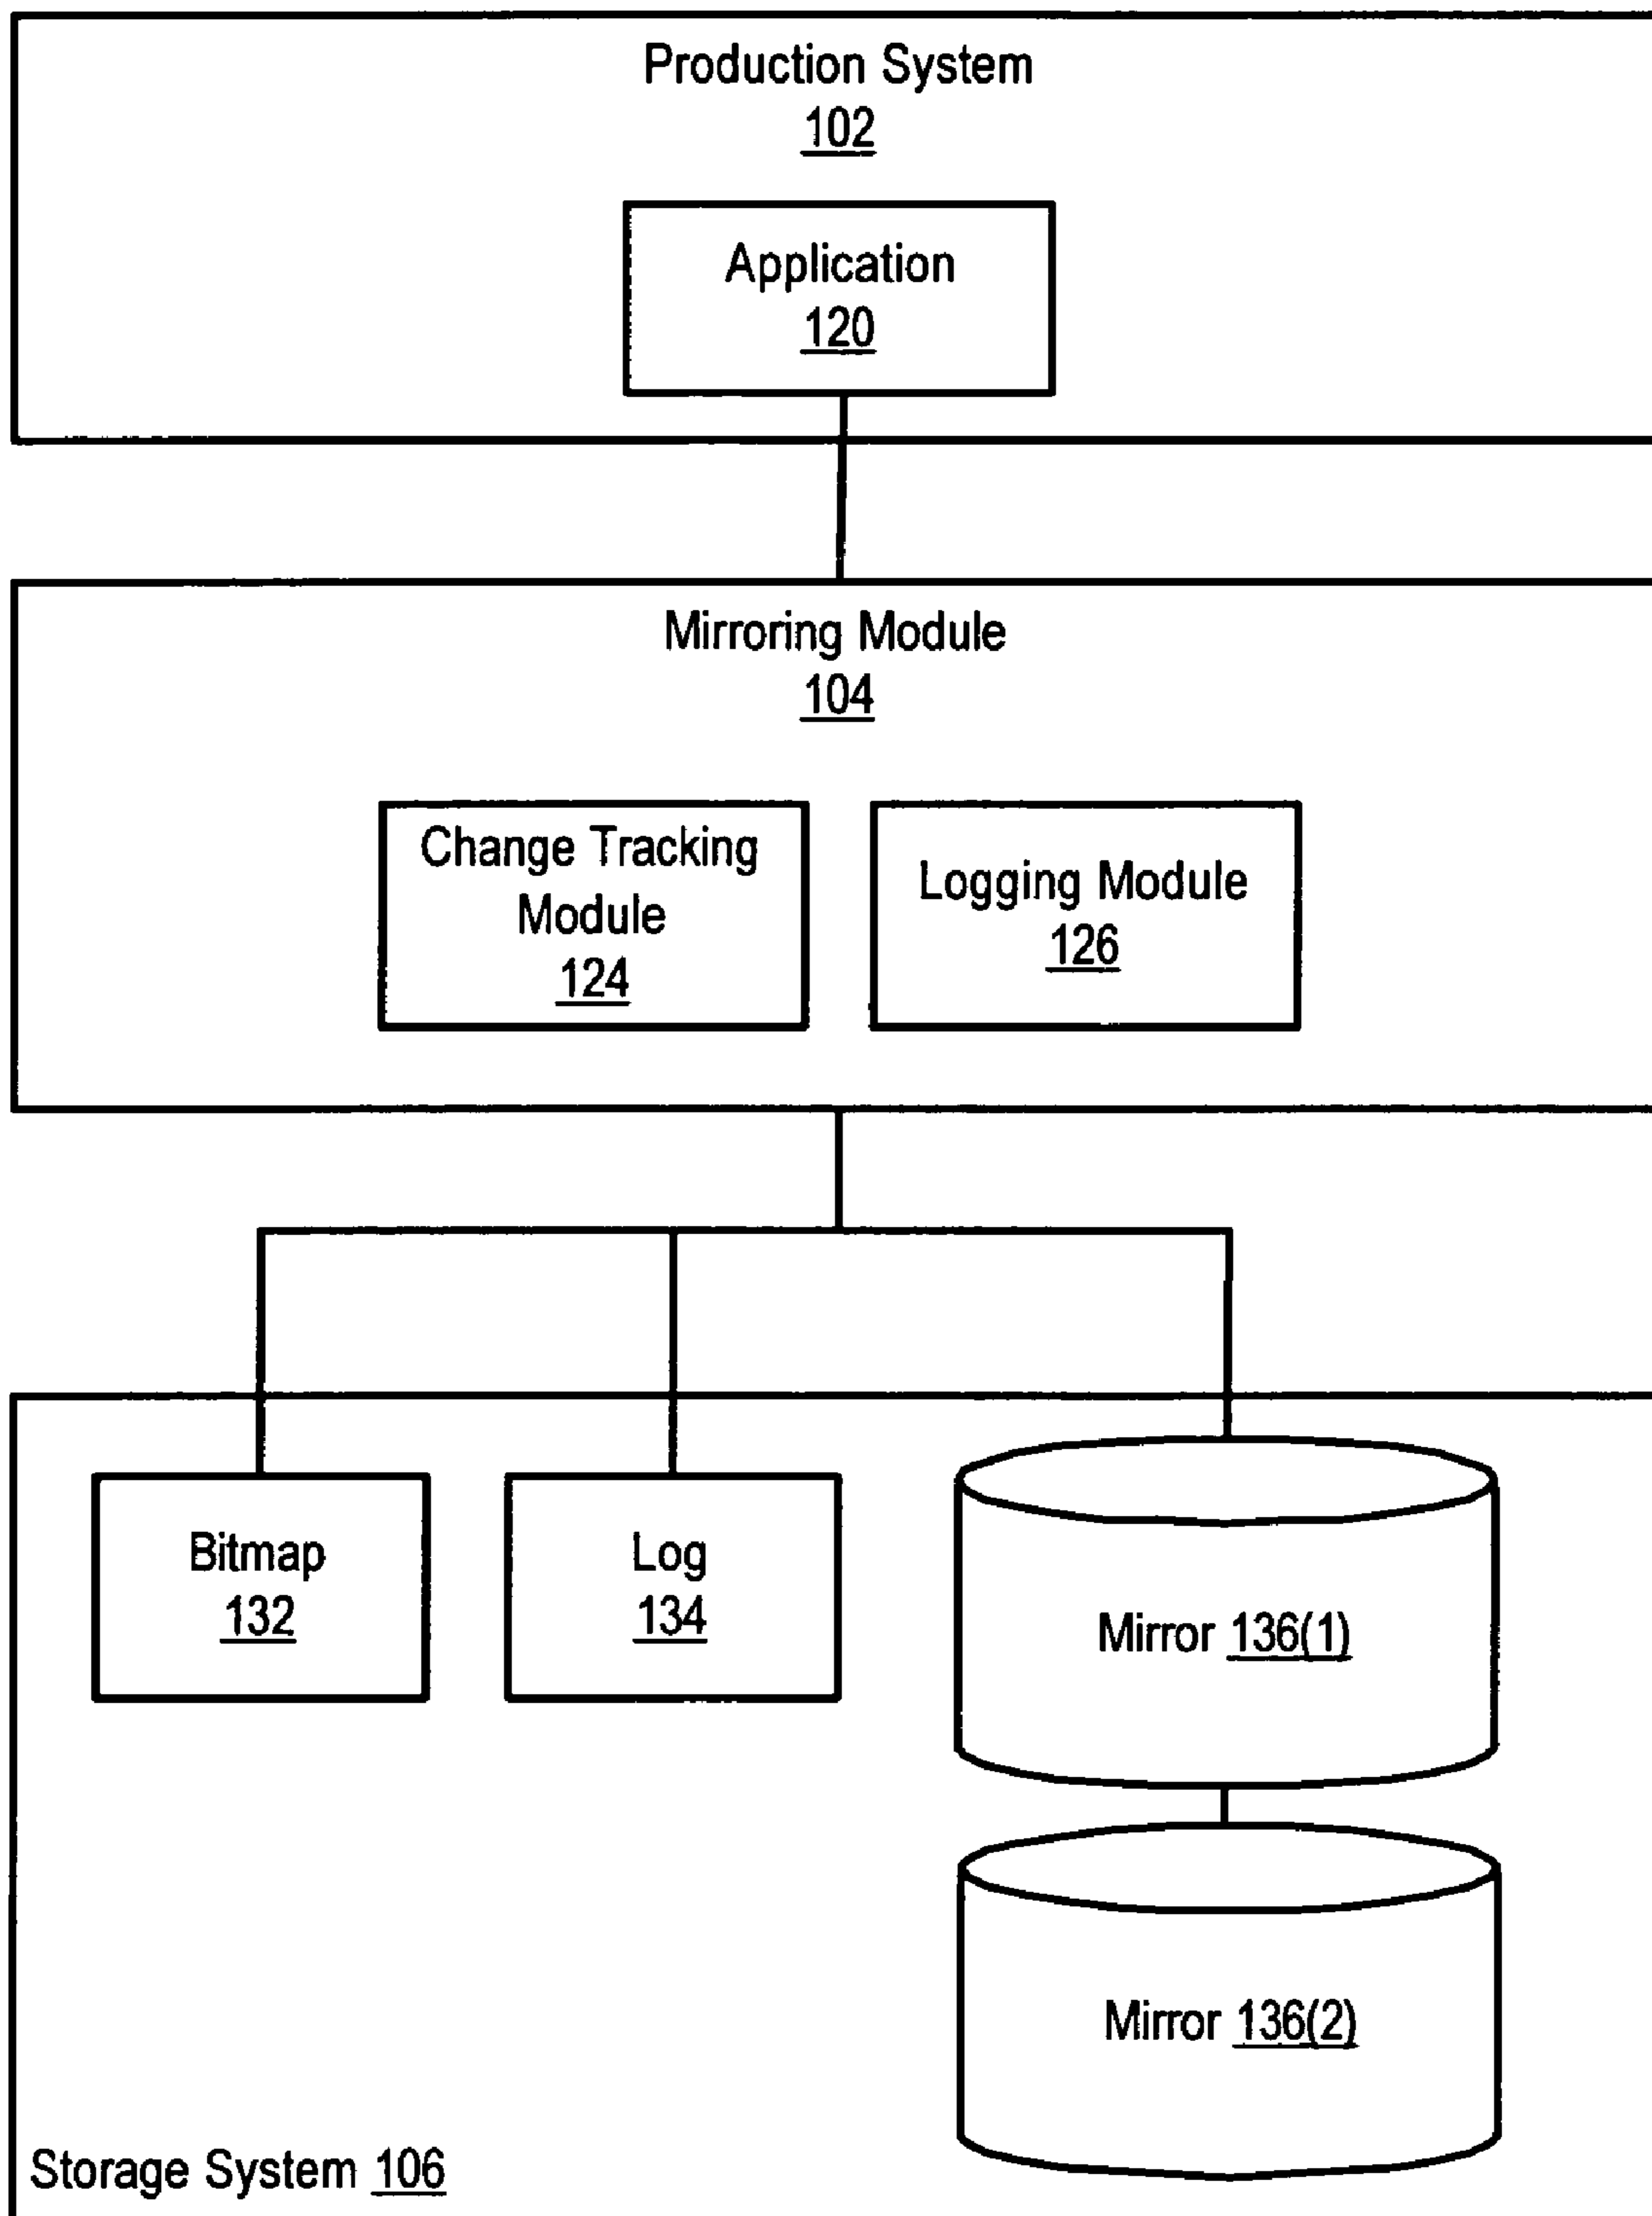 Production System
102
Application
120
Mirroring Module
104
Change Tracking
Module
124
Logging Module
126
Bitmap
132
Log
134
Mirror 136(1)
Mirror 136(2)
Storage System 106